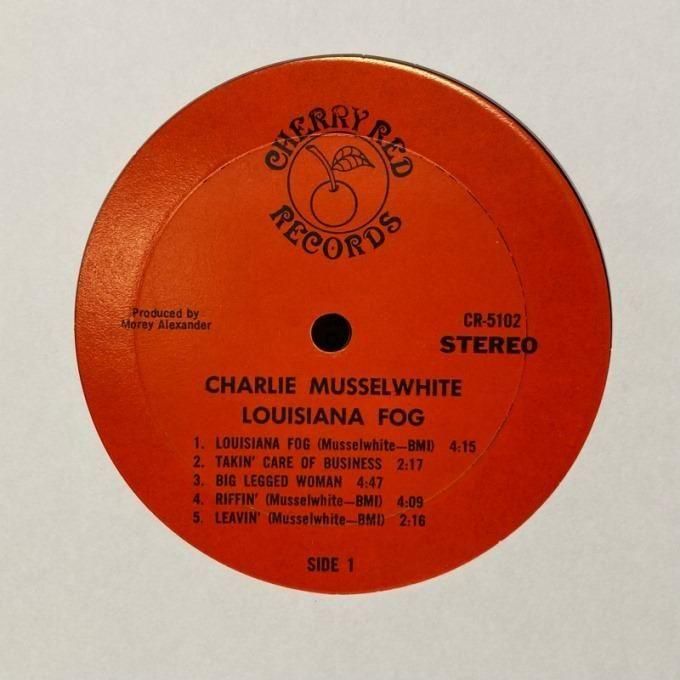 CHERRY RED
RECORDS
Produced by
Morey Alexander
CR-5102
STEREO
CHARLIE MUSSELWHITE
LOUISIANA FOG
1. LOUISIANA FOG (Musselwhite—BMI) 4:15
2. TAKIN' CARE OF BUSINESS 2:17
3. BIG LEGGED WOMAN 4:47
4. RIFFIN' (Musselwhite—BMI) 4:09
5. LEAVIN' (Musselwhite—BMI) 2:16
SIDE 1